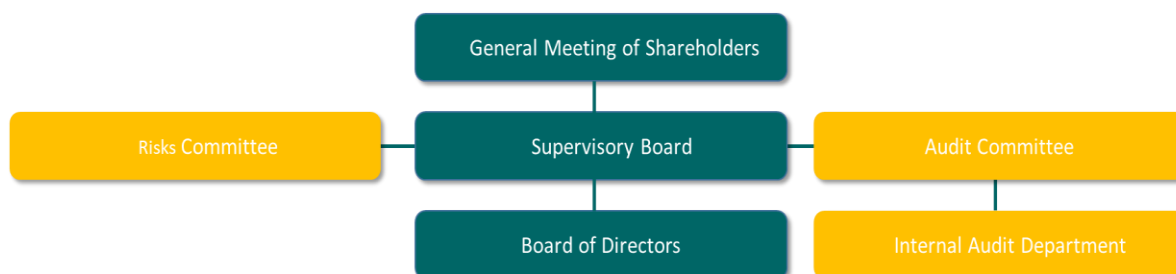 General Meeting of Shareholders
Risks Committee
Supervisory Board
Audit Committee
Board of Directors
Internal Audit Department